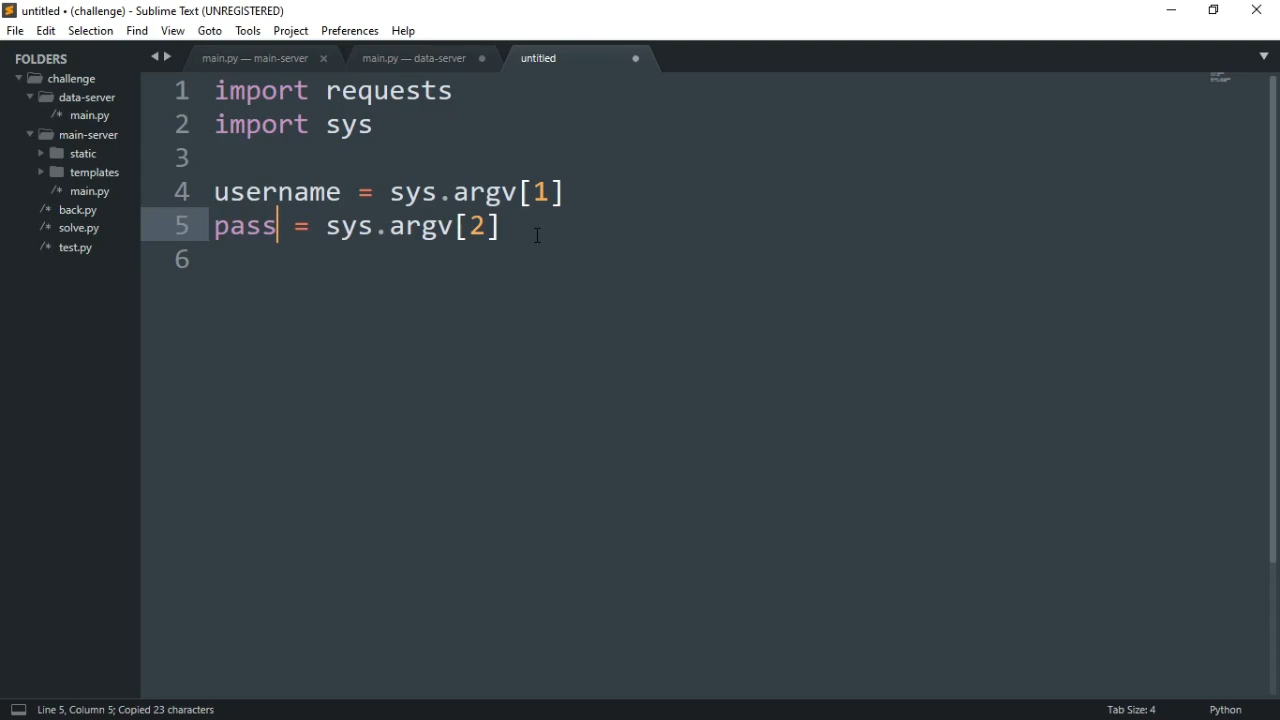 untitled • (challenge) - Sublime Text (UNREGISTERED)
File Edit Selection Find View Goto Tools Project Preferences Help
FOLDERS
challenge
data-server
/* main.py
main-server
static
templates
/* main.py
/* back.py
/* solve.py
/* test.py
main.py — main-server
main.py — data-server
untitled
1 import requests
2 import sys
3
4 username = sys.argv[1]
5 pass = sys.argv[2]
6
Line 5, Column 5; Copied 23 characters
Tab Size: 4
Python